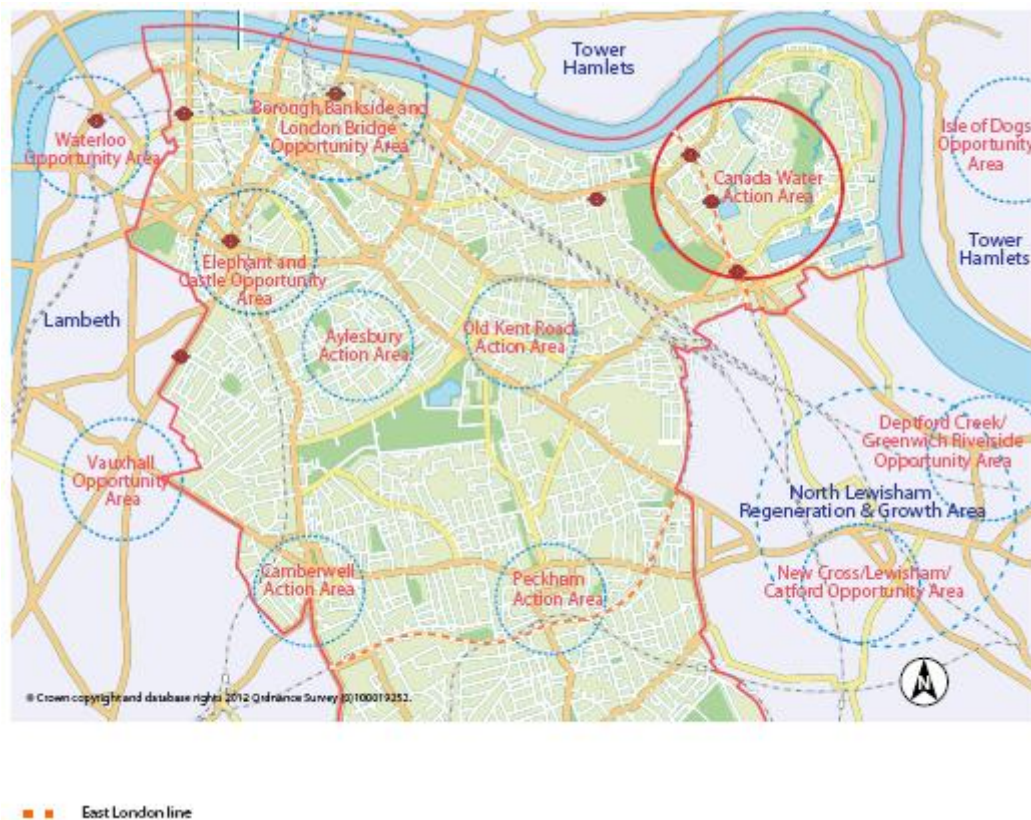 Tower
Hamlets
Waterloo
Opportunity Area
Borough,Bankside and
London Bridge
Opportunity Area
Isle of Dogs
Opportunity
Area
Canada Water
Action Area
Tower
Hamlets
Elephant and
Castle Opportunity
Area
Lambeth
Aylesbury
Action Area
Old Kent Road
Action Area
Deptford Creek/
Greenwich Riverside
Opportunity Area
Vauxhall
Opportunity
Area
North Lewisham
Regeneration & Growth Area
Camberwell
Action Area
Peckham
Action Area
New Cross/Lewisham/
Catford Opportunity Area
N
© Crown copyright and database rights 2012 Ordnance Survey (0)100019252.
East London line